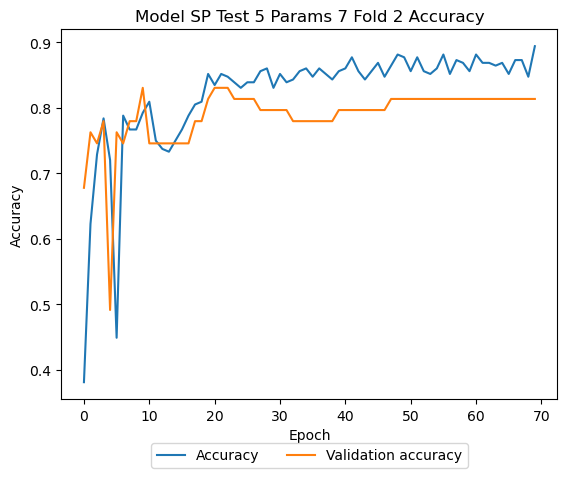 Model SP Test 5 Params 7 Fold 2 Accuracy
0.9
0.8
0.7
0.6
0.5
0.4
Accuracy
0 10 20 30 40 50 60 70
Epoch
Accuracy Validation accuracy